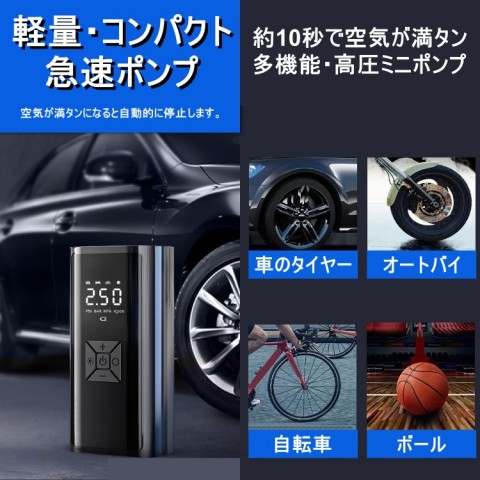 軽量・コンパクト
急速ポンプ
空気が満タンになると自動的に停止します。
約10秒で空気が満タン
多機能・高圧ミニポンプ
2.50
PSI BAR KPA
車のタイヤー
オートバイ
自転車
ボール